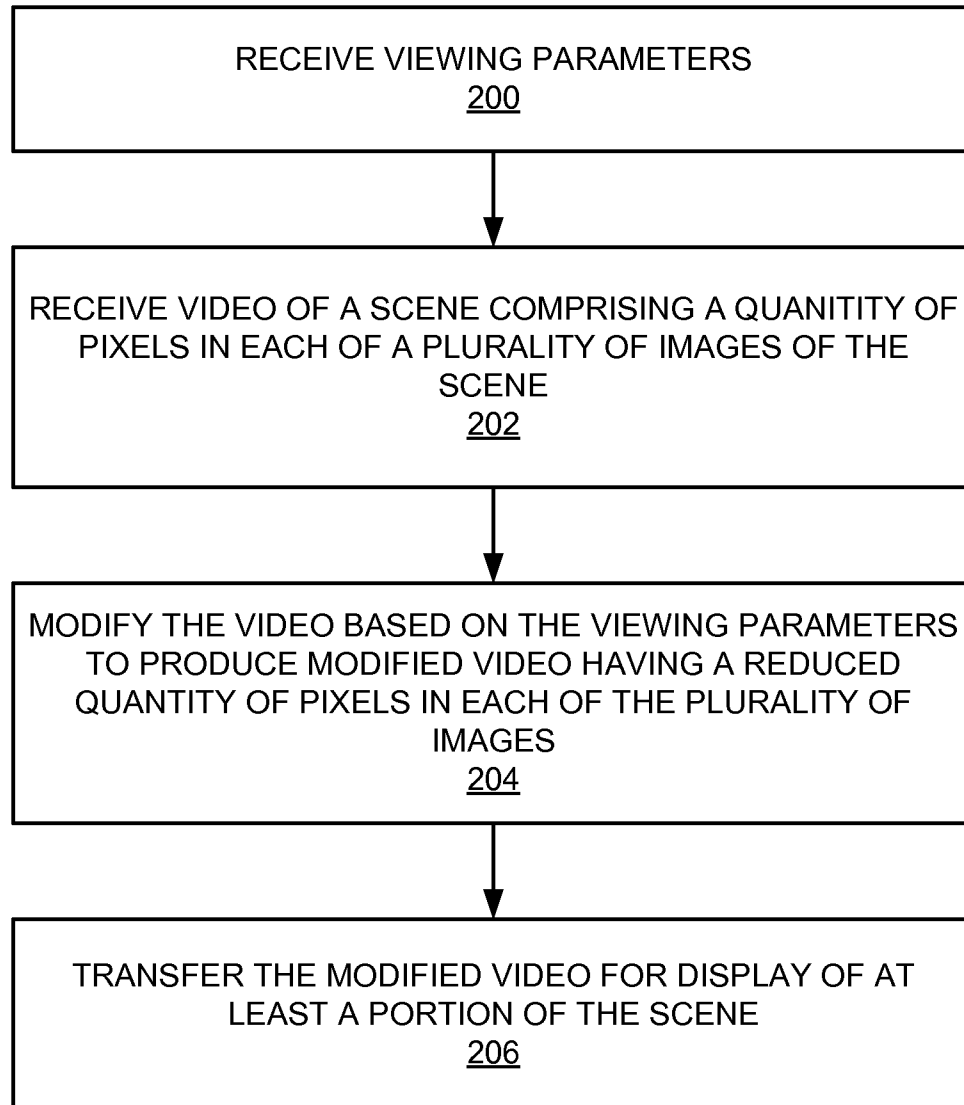 RECEIVE VIEWING PARAMETERS
200
RECEIVE VIDEO OF A SCENE COMPRISING A QUANITITY OF
PIXELS IN EACH OF A PLURALITY OF IMAGES OF THE
SCENE
202
MODIFY THE VIDEO BASED ON THE VIEWING PARAMETERS
TO PRODUCE MODIFIED VIDEO HAVING A REDUCED
QUANTITY OF PIXELS IN EACH OF THE PLURALITY OF
IMAGES
204
TRANSFER THE MODIFIED VIDEO FOR DISPLAY OF AT
LEAST A PORTION OF THE SCENE
206